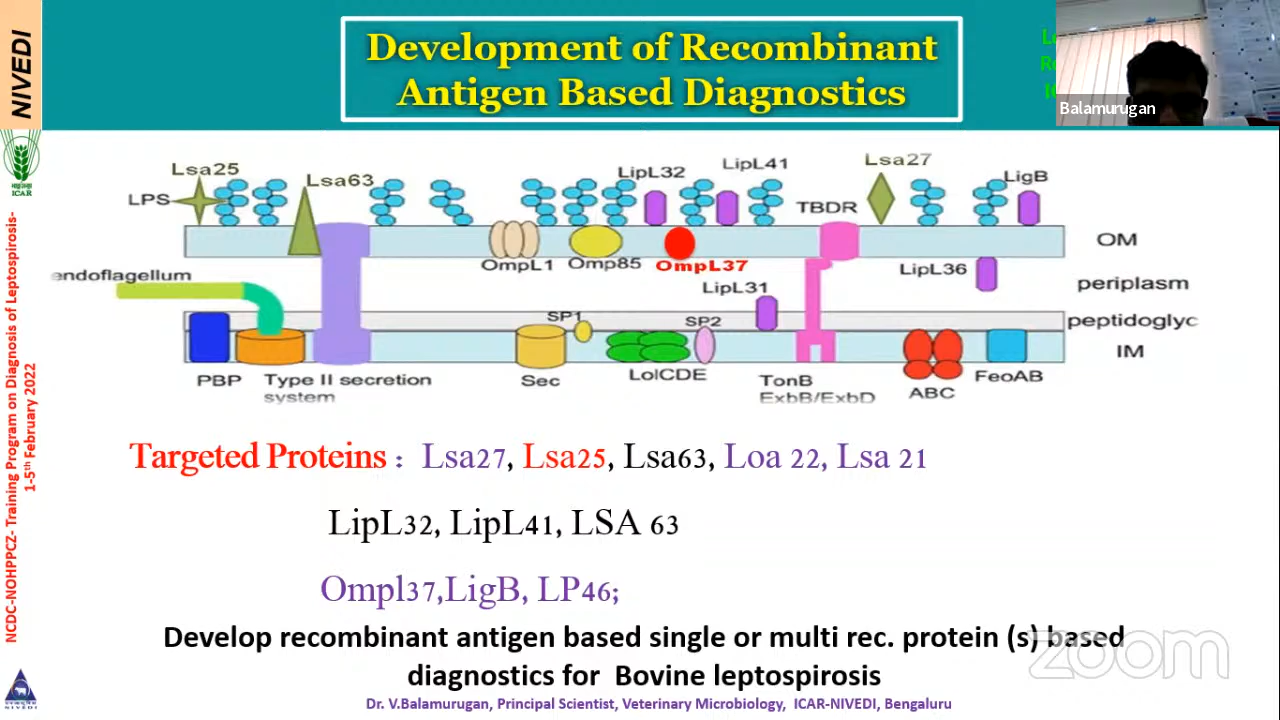 Development of Recombinant
Antigen Based Diagnostics
Balamurugan
NIVEDI
ICAR
NCDC-NOHPPCZ- Training Program on Diagnosis of Leptospirosis-
1-5th February 2022
NIVEDI
Lsa25
LPS
Lsa63
LipL32
LipL41
Lsa27
LigB
TBDR
OM
OmpL1
Omp85
OmpL37
LipL36
endoflagellum
LipL31
periplasm
SP1
SP2
peptidoglyc
IM
PBP
Type II secretion
system
Sec
LolCDE
TonB
ExbB/ExbD
ABC
FeoAB
Targeted Proteins : Lsa27, Lsa25, Lsa63, Loa 22, Lsa 21
LipL32, LipL41, LSA 63
Ompl37,LigB, LP46;
Develop recombinant antigen based single or multi rec. protein (s) based
diagnostics for Bovine leptospirosis
zoom
Dr. V.Balamurugan, Principal Scientist, Veterinary Microbiology, ICAR-NIVEDI, Bengaluru